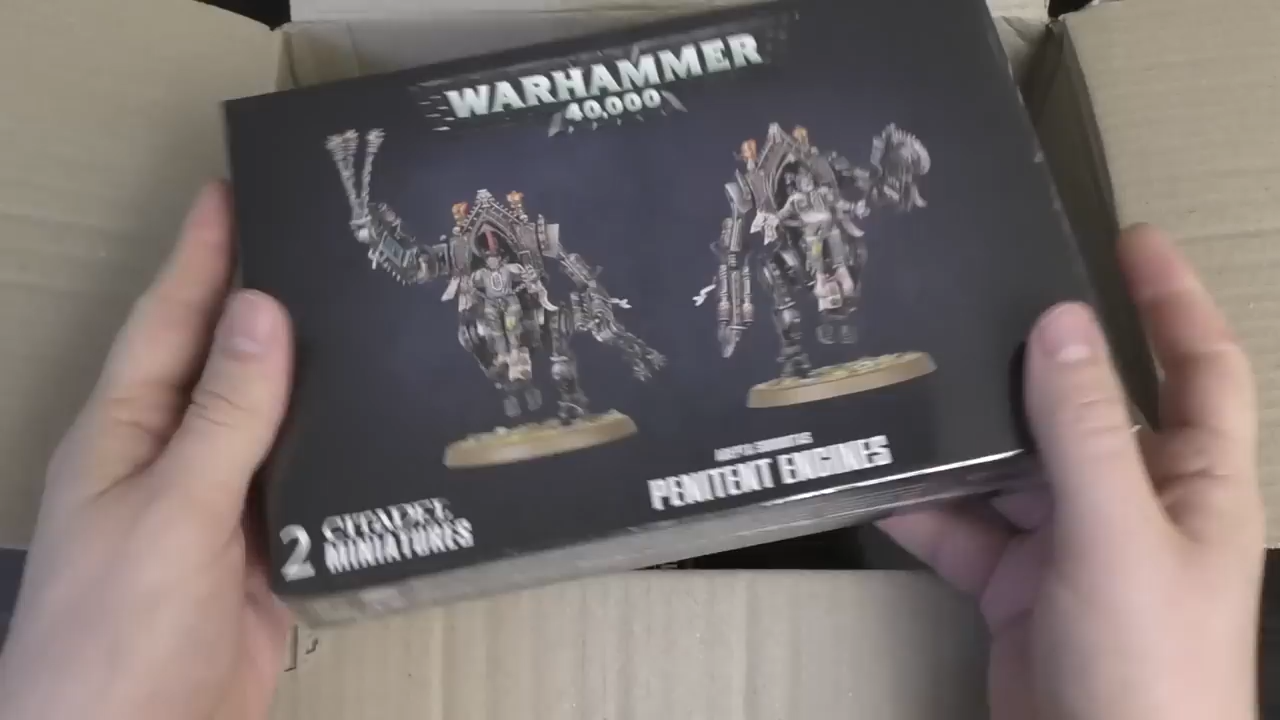 WARHAMMER
40,000
PENITENT ENGINES
2 CITADEL
MINIATURES